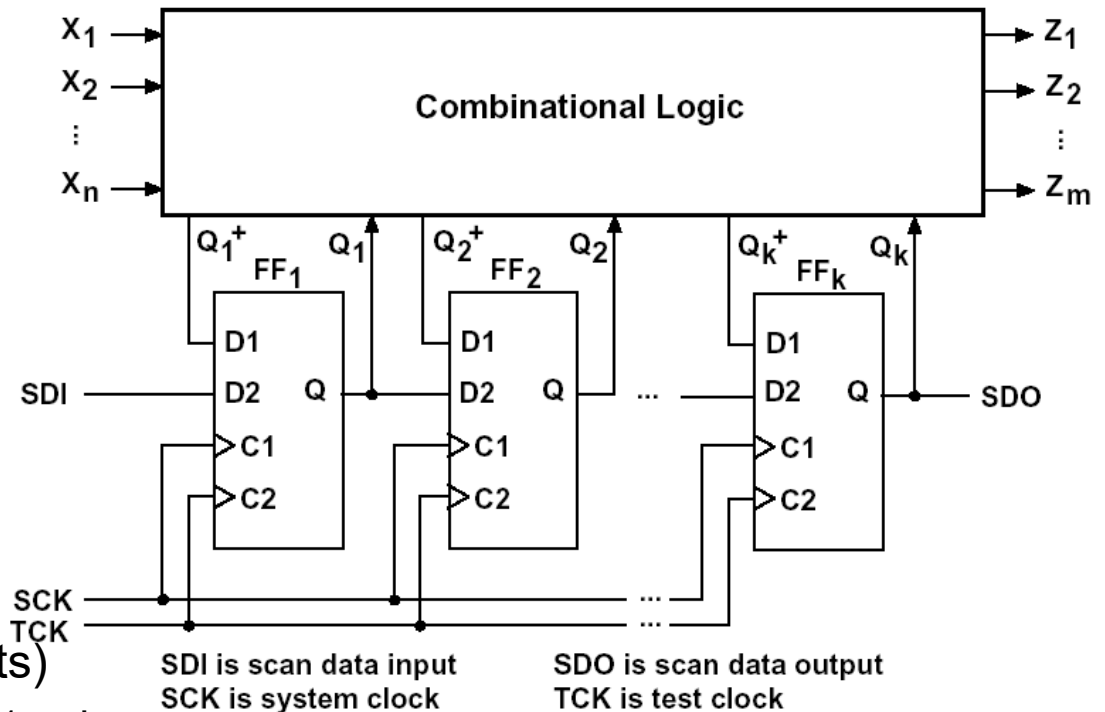 X1
Z1
X2
Z2
Combinational Logic
⋮
⋮
Xn
Zm
Q1+
Q1
Q2+
Q2
Qk+
Qk
FF1
FF2
FFk
D1
D1
D1
SDI
D2
Q
D2
Q
...
D2
Q
SDO
C1
C1
C1
C2
C2
C2
SCK
...
TCK
...
ts)
SDI is scan data input
SDO is scan data output
SCK is system clock
TCK is test clock